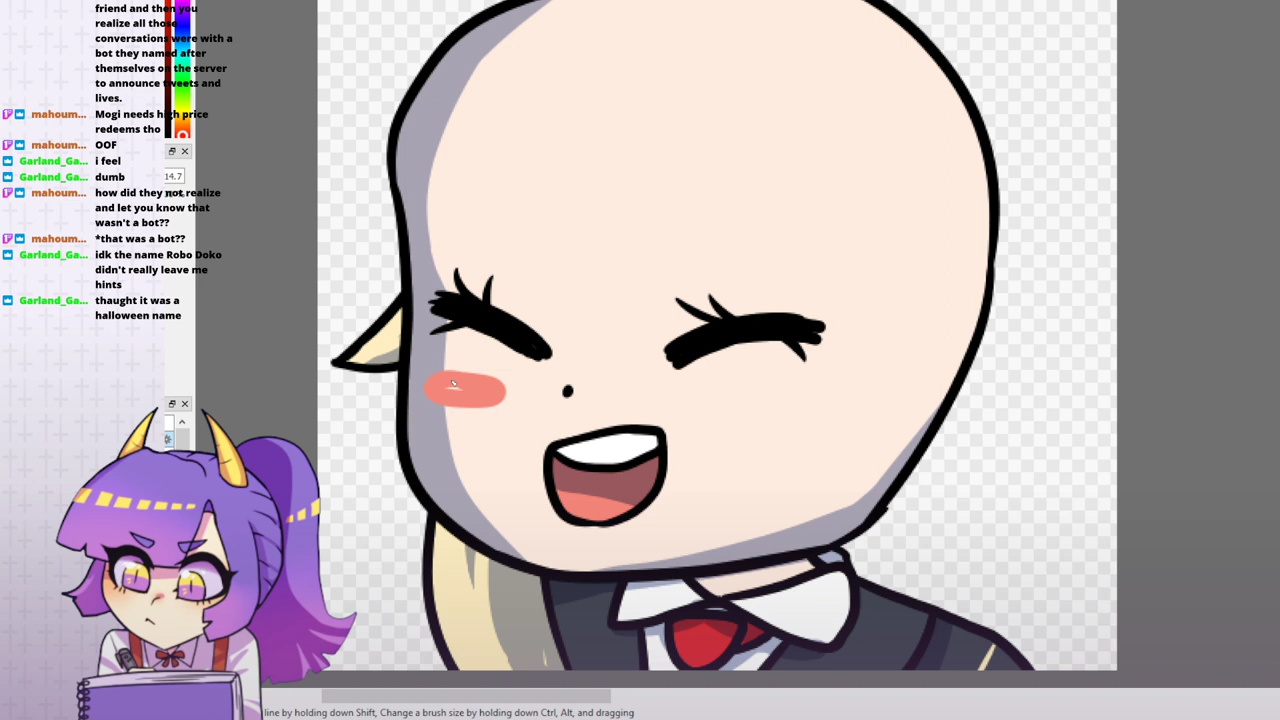 friend and then you
realize all those
conversations were with a
bot they named after
themselves on the server
to announce tweets and
lives.
mahoum... Mogi needs high price
redeems tho
mahoum... OOF
Garland_Ga... i feel
Garland_Ga... dumb
mahoum... how did they not realize
and let you know that
wasn't a bot??
mahoum... *that was a bot??
Garland_Ga... idk the name Robo Doko
didn't really leave me
hints
Garland_Ga... thaught it was a
halloween name
14.7
line by holding down Shift, Change a brush size by holding down Ctrl, Alt, and dragging